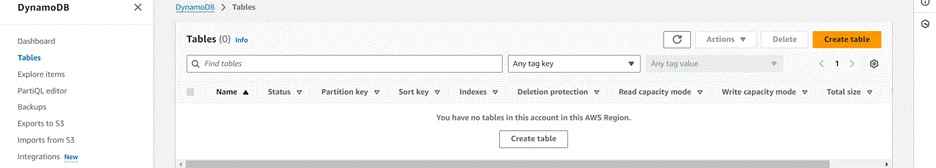 DynamoDB
DynamoDB > Tables
Dashboard
Tables
Explore items
PartiQL editor
Backups
Exports to S3
Imports from S3
Integrations New
Tables (0) Info
Actions
Delete
Create table
Find tables
Any tag key
Any tag value
1
Name Status Partition key Sort key Indexes Deletion protection Read capacity mode Write capacity mode Total size
You have no tables in this account in this AWS Region.
Create table